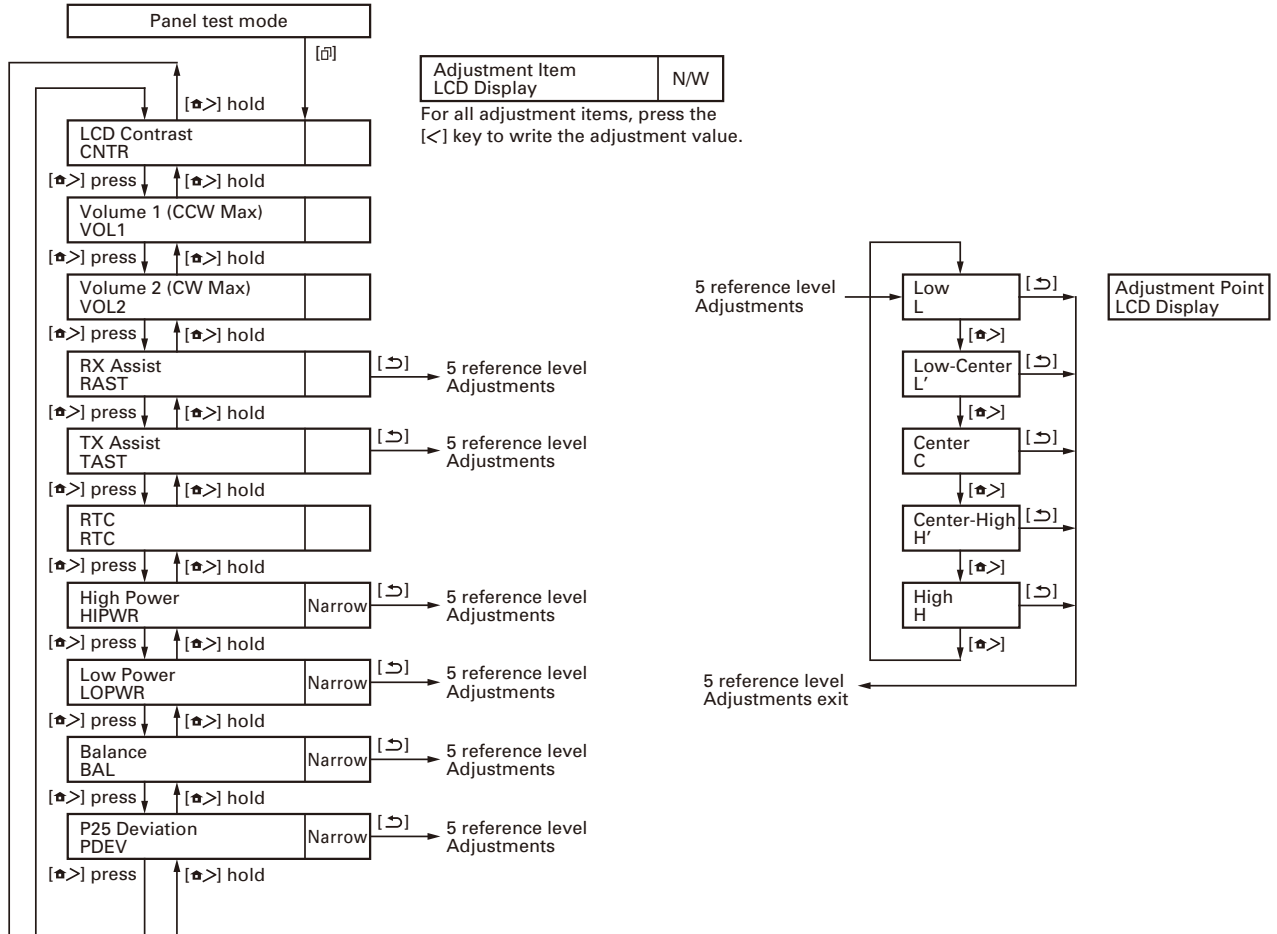 Panel test mode
[🗇]
Adjustment Item
LCD Display
N/W
For all adjustment items, press the
[<] key to write the adjustment value.
[🏠>] hold
LCD Contrast
CNTR
[🏠>] press
[🏠>] hold
Volume 1 (CCW Max)
VOL1
[🏠>] press
[🏠>] hold
Volume 2 (CW Max)
VOL2
[🏠>] press
[🏠>] hold
RX Assist
RAST
[⮌]
5 reference level
Adjustments
[🏠>] press
[🏠>] hold
TX Assist
TAST
[⮌]
5 reference level
Adjustments
[🏠>] press
[🏠>] hold
RTC
RTC
[🏠>] press
[🏠>] hold
High Power
HIPWR
Narrow
[⮌]
5 reference level
Adjustments
[🏠>] press
[🏠>] hold
Low Power
LOPWR
Narrow
[⮌]
5 reference level
Adjustments
[🏠>] press
[🏠>] hold
Balance
BAL
Narrow
[⮌]
5 reference level
Adjustments
[🏠>] press
[🏠>] hold
P25 Deviation
PDEV
Narrow
[⮌]
5 reference level
Adjustments
[🏠>] press
[🏠>] hold
5 reference level
Adjustments
Low
L
[⮌]
Adjustment Point
LCD Display
[🏠>]
Low-Center
L′
[⮌]
[🏠>]
Center
C
[⮌]
[🏠>]
Center-High
H′
[⮌]
[🏠>]
High
H
[⮌]
[🏠>]
5 reference level
Adjustments exit